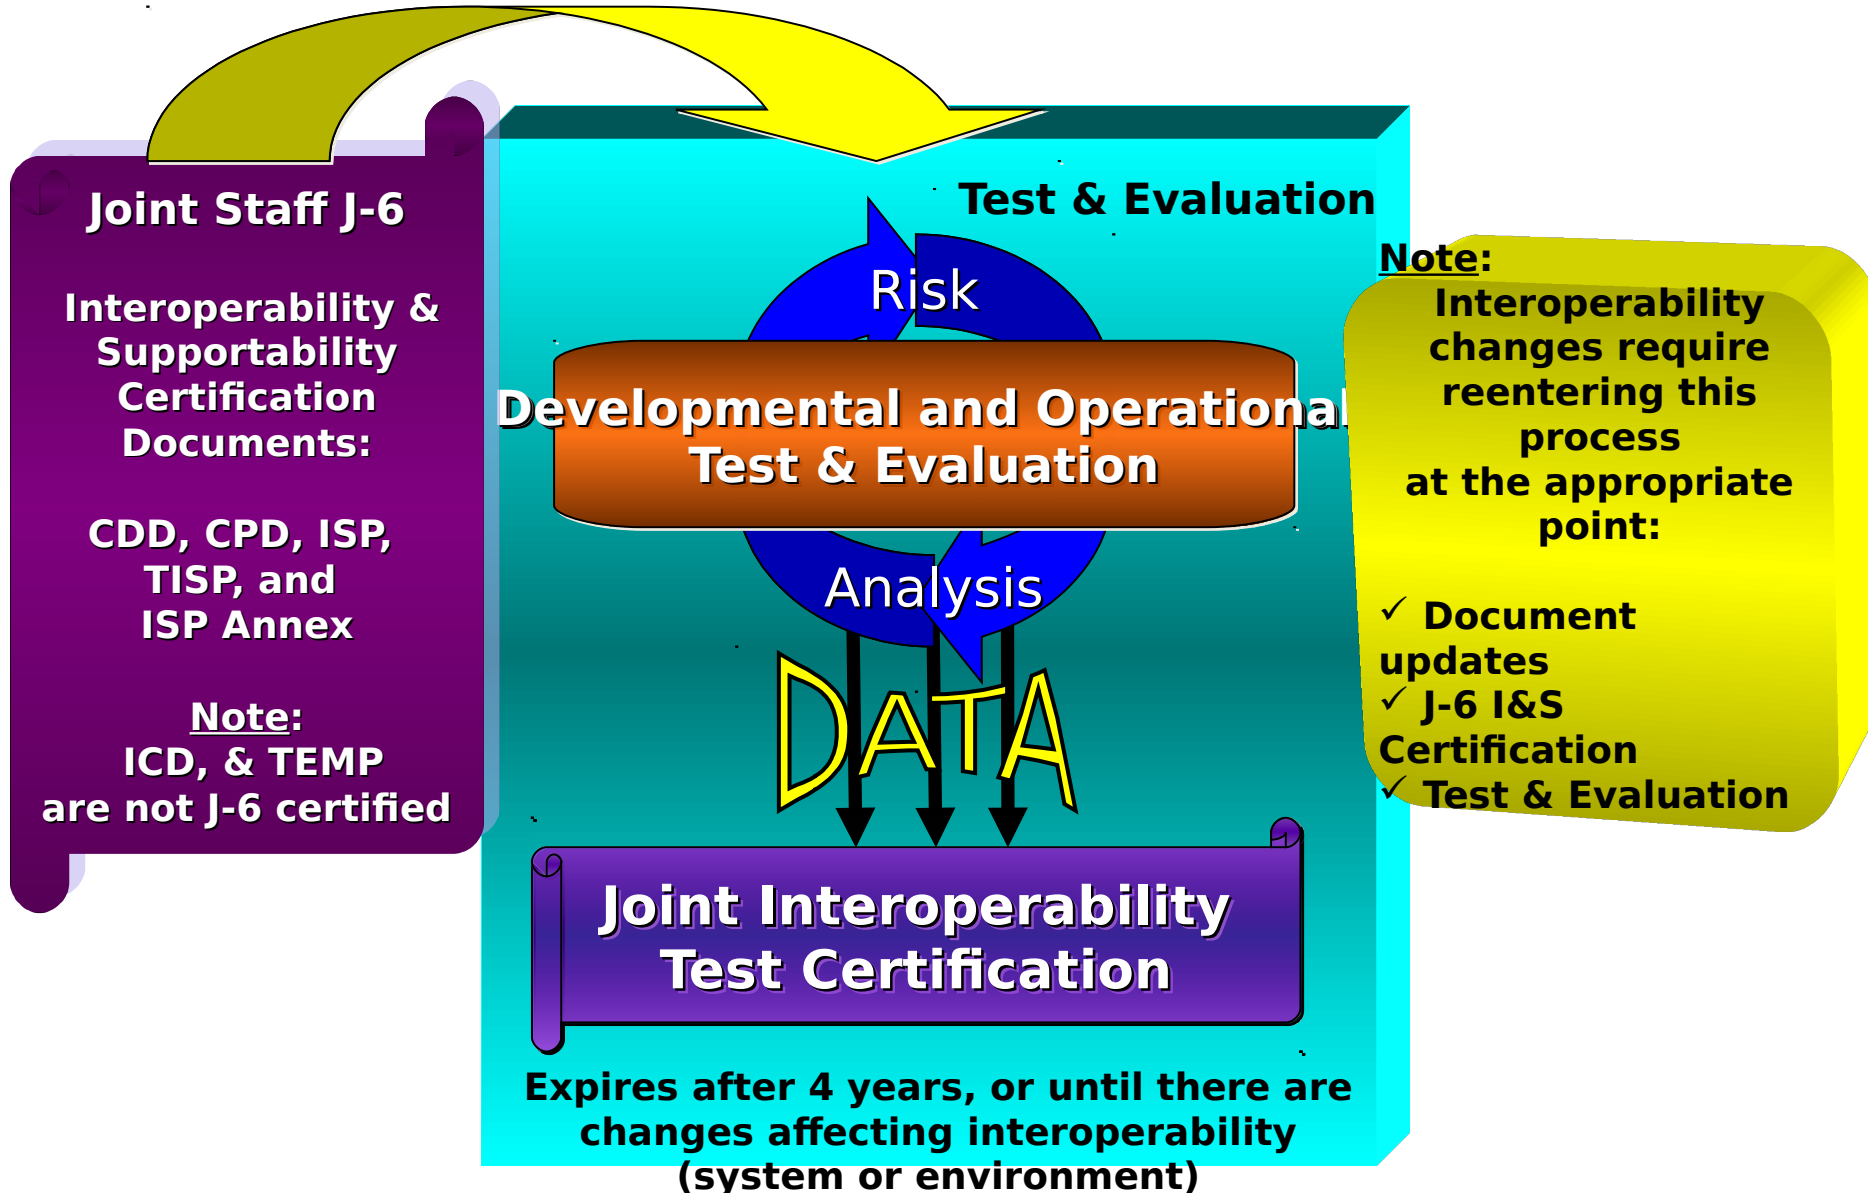 Joint Staff J-6
Interoperability &
Supportability
Certification
Documents:
CDD, CPD, ISP,
TISP, and
ISP Annex
Note:
ICD, & TEMP
are not J-6 certified
Test & Evaluation
Risk
Developmental and Operational
Test & Evaluation
Analysis
DATA
Joint Interoperability
Test Certification
Expires after 4 years, or until there are
changes affecting interoperability
(system or environment)
Note:
Interoperability
changes require
reentering this
process
at the appropriate
point:
✓ Document
updates
✓ J-6 I&S
Certification
✓ Test & Evaluation